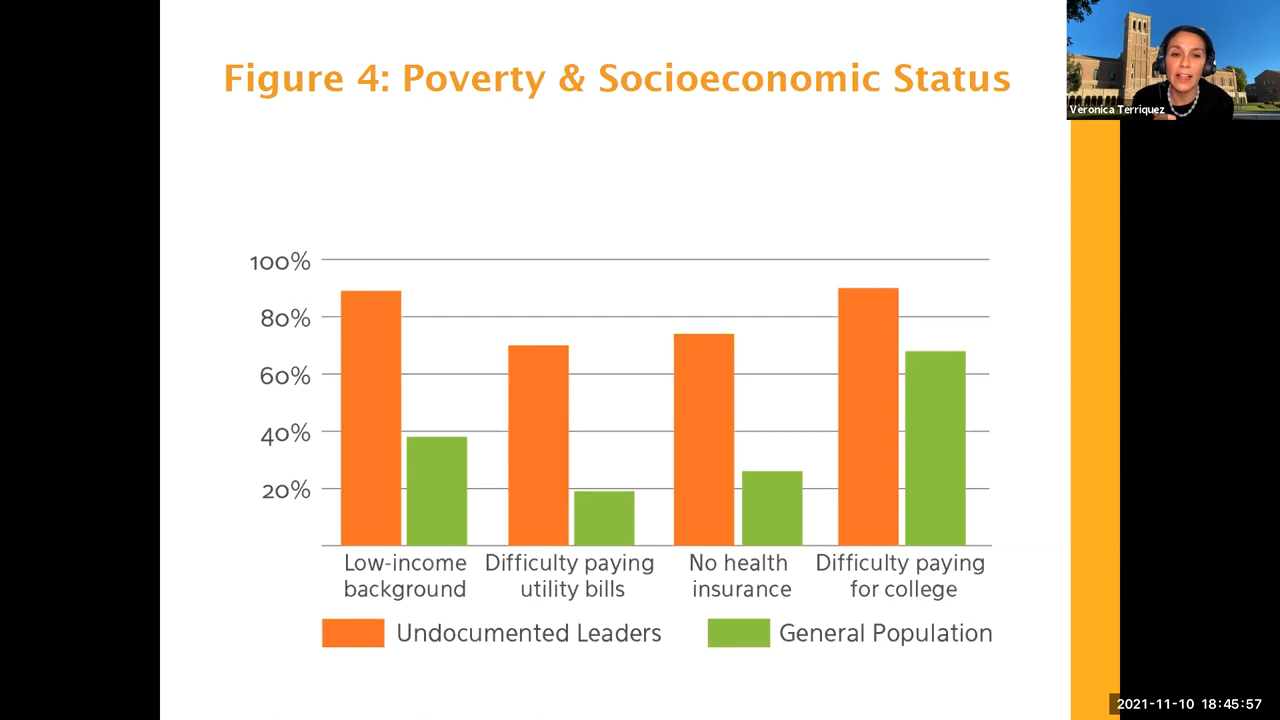 Figure 4: Poverty & Socioeconomic Status
Veronica Terriquez
100%
80%
60%
40%
20%
Low-income background
Difficulty paying utility bills
No health insurance
Difficulty paying for college
Undocumented Leaders
General Population
2021-11-10 18:45:57